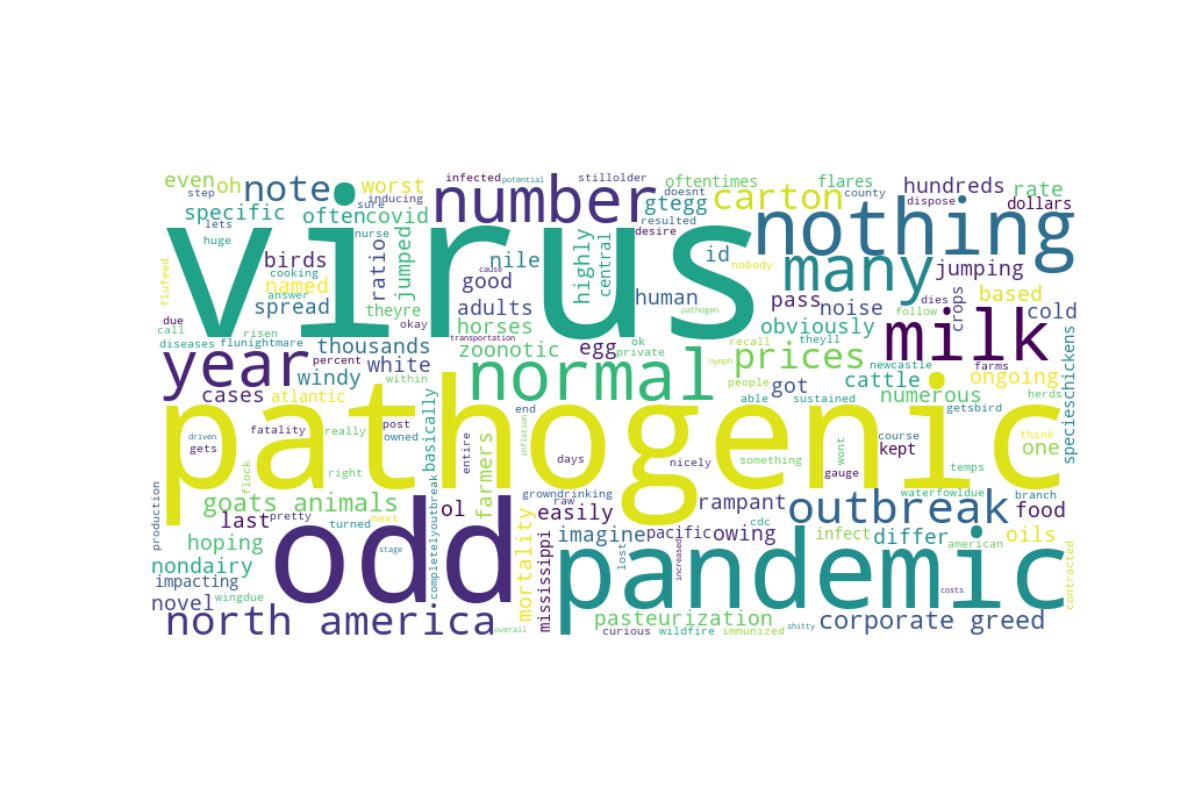 even
oh
note
worst
infected
potential
stillolder
oftentimes
flares
hundreds
rate
step
sure
inducing
number
doesnt
carton
county
dispose
dollars
specific
often
covid
gtegg
resulted
nothing
lets
virus
desire
huge
nurse
birds
ratio
jumped
nile
highly
central
id
many
jumping
cooking
good
cause
nobody
flufeed
named
answer
human
pass
noise
dies
crops
based
spread
theyre
adults
pathogen
follow
cold
due
call
risen
okay
horses
ok
obviously
milk
diseases
flunightmare
transportation
zoonotic
egg
private
recall
theyll
specieschickens
year
thousands
percent
white
within
normal
nymph
prices
newcastle
farms
windy
people
got
cattle
ongoing
cases
atlantic
able
sustained
numerous
getsbird
herds
pathogenic
end
inflation
driven
fatality
really
post
owned
basically
course
think
one
gets
entire
days
nicely
something
wont
kept
flock
right
farmers
gauge
temps
production
goats animals
growndrinking
raw
rampant
waterfowldue
branch
last
pretty
odd
ol
easily
outbreak
food
turned
next
completelyoutbreak
cdc
hoping
mortality
imagine
pacific
owing
infect
differ
american
oils
stage
mississippi
lost
increased
nondairy
pandemic
contracted
impacting
costs
novel
wingdue
north america
pasteurization
corporate greed
overall
curious
wildfire
immunized
shitty